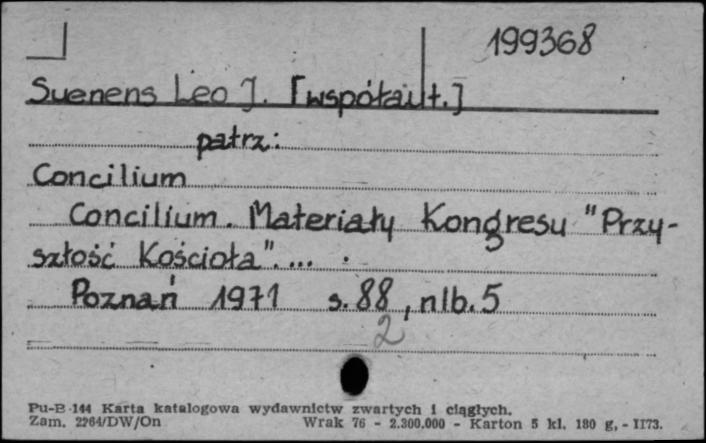 199368
Suenens Leo J. [współaut.]
patrz:
Concilium
Concilium. Materiały Kongresu "Przy-
szłość Kościoła"....
Poznań 1971 s. 88, nlb. 5
2
Pu-B 144 Karta katalogowa wydawnictw zwartych i ciągłych.
Zam. 2264/DW/On Wrak 76 - 2.300.000 - Karton 5 kl. 180 g, - II73.